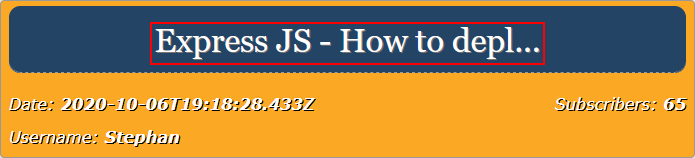 Express JS - How to depl...
Date: 2020-10-06T19:18:28.433Z Subscribers: 65
Username: Stephan